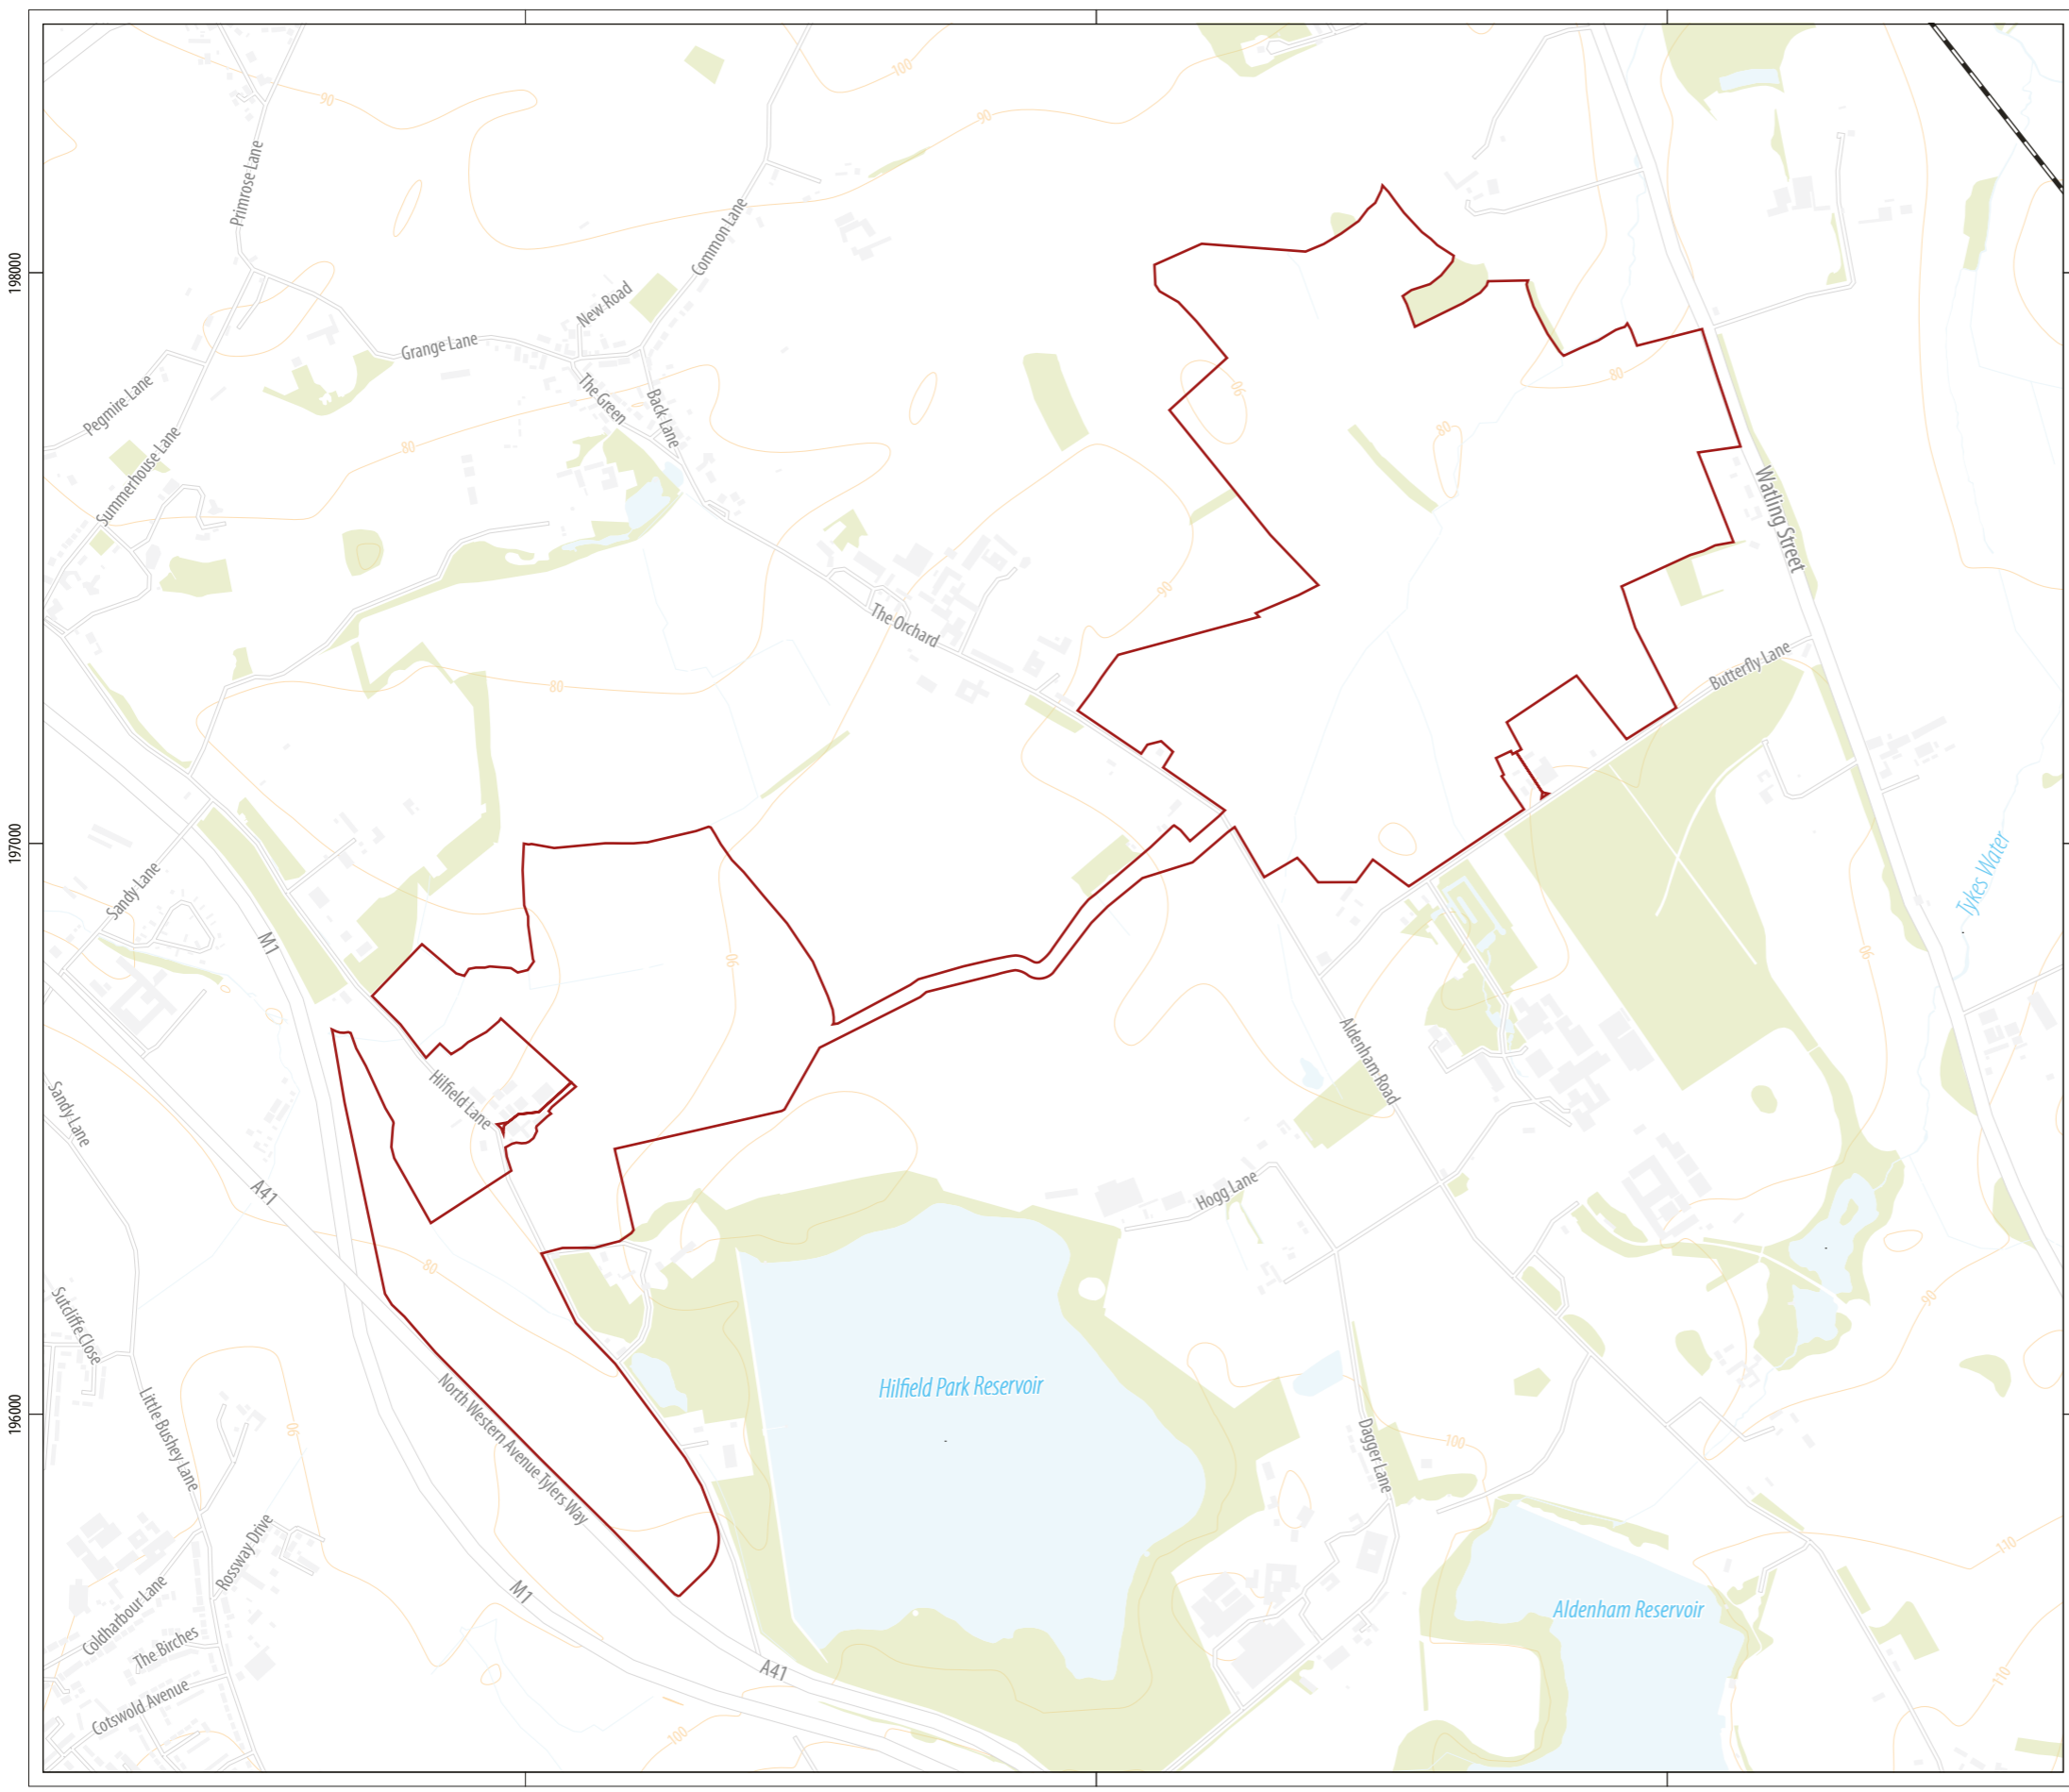 100
90
90
Primrose Lane
Common Lane
198000
New Road
Grange Lane
80
90
Pegmire Lane
The Green
Back Lane
80
80
Summerhouse Lane
Watling Street
90
The Orchard
Butterfly Lane
80
197000
Tykes Water
Sandy Lane
M1
90
90
Aldenham Road
Hilfield Lane
Sandy Lane
A41
Hogg Lane
80
90
Sutcliffe Close
Hilfield Park Reservoir
196000
North Western Avenue Tylers Way
Little Bushey Lane
90
100
Dagger Lane
Rossway Drive
110
M1
Coldharbour Lane
Aldenham Reservoir
The Birches
A41
110
Cotswold Avenue
100